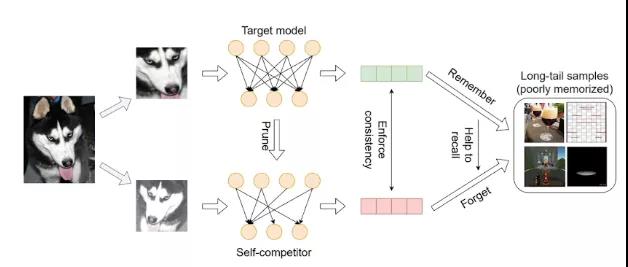 Target model
Prune
Self-competitor
Enforce
consistency
Remember
Help to
recall
Forget
Long-tail samples
(poorly memorized)